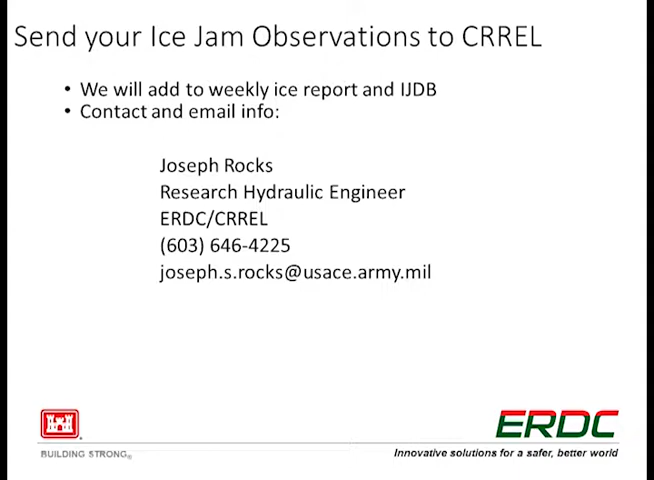 Send your Ice Jam Observations to CRREL
• We will add to weekly ice report and IJDB
• Contact and email info:
Joseph Rocks
Research Hydraulic Engineer
ERDC/CRREL
(603) 646-4225
joseph.s.rocks@usace.army.mil
ERDC
BUILDING STRONG®
Innovative solutions for a safer, better world